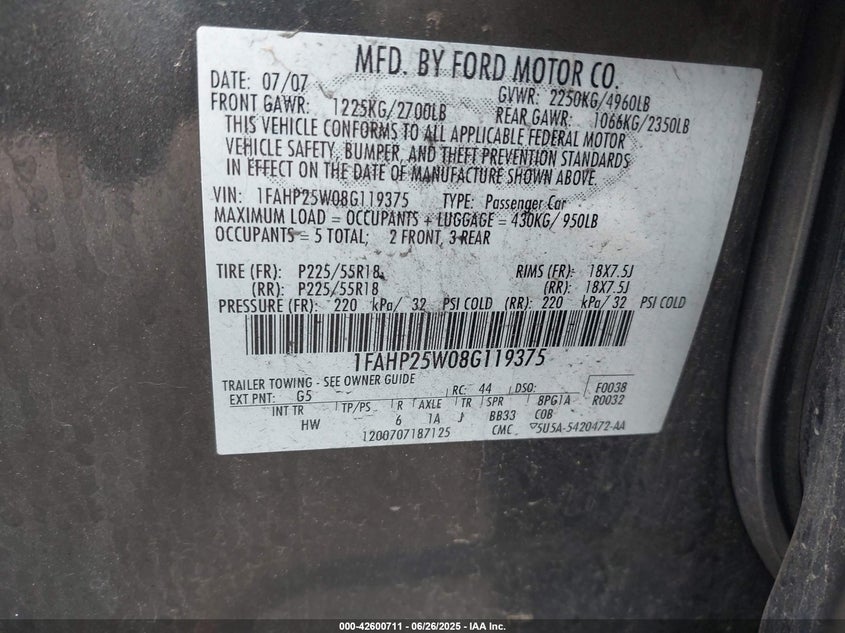 MFD. BY FORD MOTOR CO.
DATE: 07/07 GVWR: 2250KG/4960LB
FRONT GAWR: 1225KG/2700LB REAR GAWR: 1066KG/2350LB
THIS VEHICLE CONFORMS TO ALL APPLICABLE FEDERAL MOTOR
VEHICLE SAFETY, BUMPER, AND THEFT PREVENTION STANDARDS
IN EFFECT ON THE DATE OF MANUFACTURE SHOWN ABOVE.
VIN: 1FAHP25W08G119375 TYPE: Passenger Car
MAXIMUM LOAD = OCCUPANTS + LUGGAGE = 430KG/ 950LB
OCCUPANTS = 5 TOTAL; 2 FRONT, 3 REAR
TIRE (FR): P225/55R18 RIMS (FR): 18X7.5J
(RR): P225/55R18 (RR): 18X7.5J
PRESSURE (FR): 220 kPa/ 32 PSI COLD (RR): 220 kPa/ 32 PSI COLD
1FAHP25W08G119375
TRAILER TOWING - SEE OWNER GUIDE
EXT PNT: G5 RC: 44 DSO: F0038
INT TR TP/PS R AXLE TR SPR 8PG1A R0032
HW 6 1A J BB33 COB
1200707187125 CMC 5U5A-5420472-AA
000-42600711 - 06/26/2025 - IAA Inc.